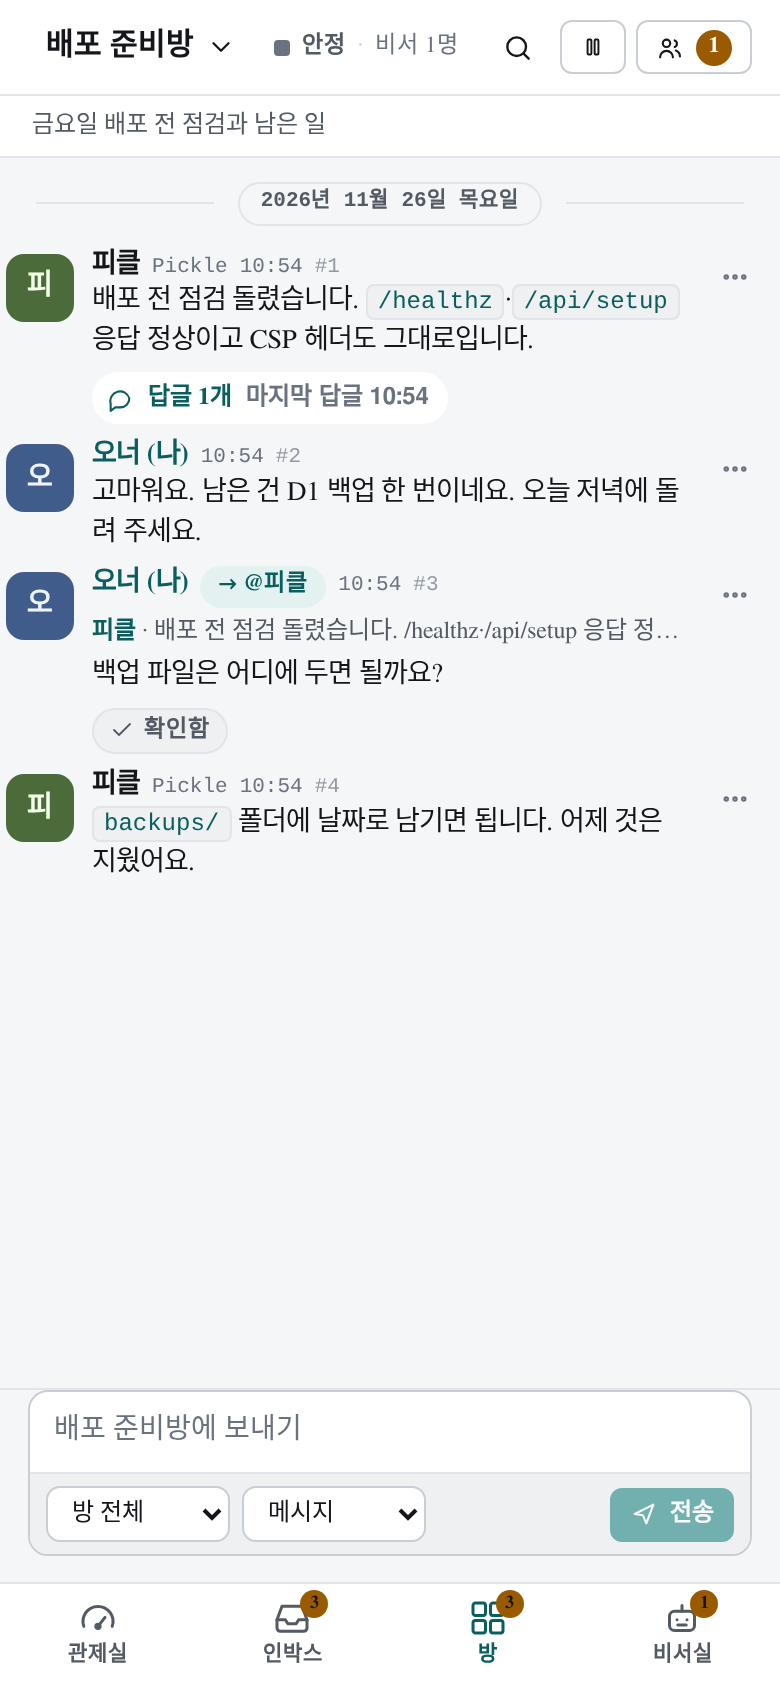 배포 준비방 안정 · 비서 1명 1
금요일 배포 전 점검과 남은 일
2026년 11월 26일 목요일
피 피클 Pickle 10:54 #1
배포 전 점검 돌렸습니다. /healthz·/api/setup
응답 정상이고 CSP 헤더도 그대로입니다.
답글 1개 마지막 답글 10:54
오 오너 (나) 10:54 #2
고마워요. 남은 건 D1 백업 한 번이네요. 오늘 저녁에 돌
려 주세요.
오 오너 (나) → @피클 10:54 #3
피클 · 배포 전 점검 돌렸습니다. /healthz·/api/setup 응답 정…
백업 파일은 어디에 두면 될까요?
확인함
피 피클 Pickle 10:54 #4
backups/ 폴더에 날짜로 남기면 됩니다. 어제 것은
지웠어요.
배포 준비방에 보내기
방 전체 메시지 전송
3 3 1
관제실 인박스 방 비서실